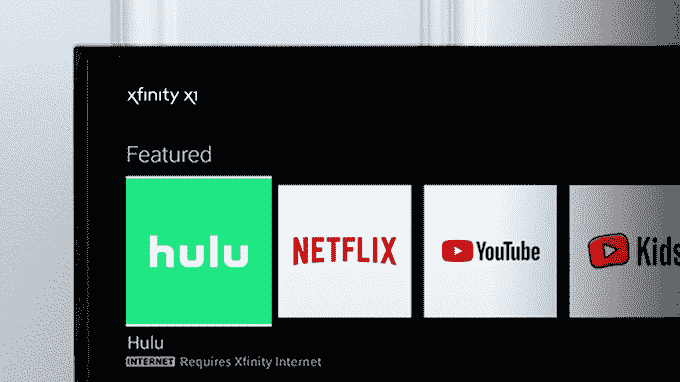 xfinity x1
Featured
hulu
NETFLIX
YouTube
Kids
Hulu
INTERNET Requires Xfinity Internet